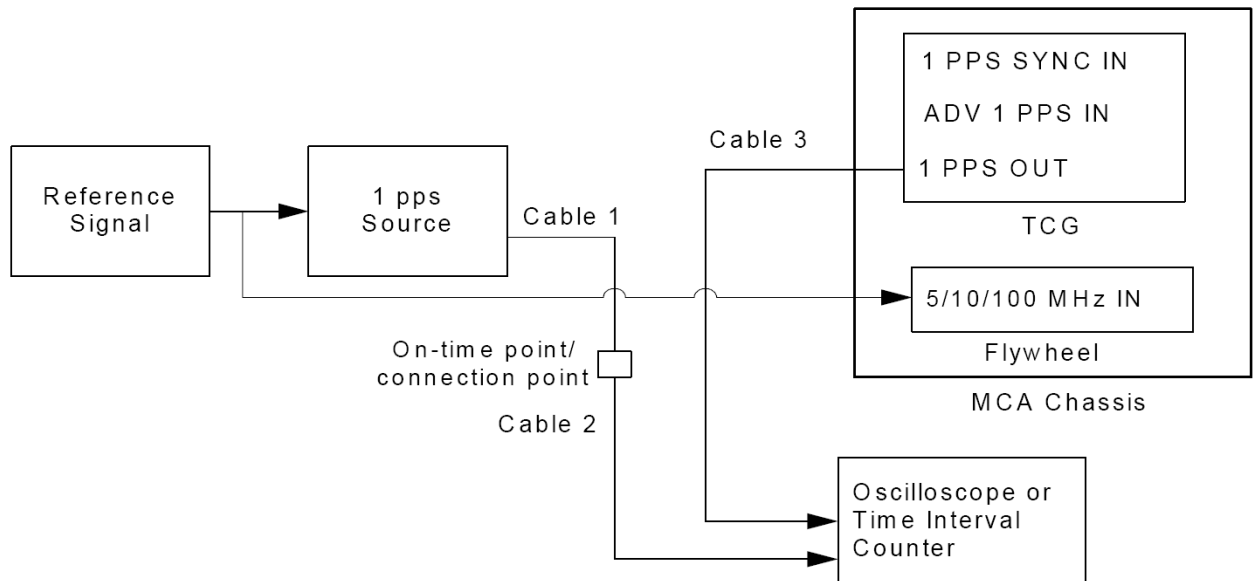 Reference
Signal
1 pps
Source
Cable 1
On-time point/
connection point
Cable 2
Cable 3
1 PPS SYNC IN
ADV 1 PPS IN
1 PPS OUT
TCG
5/10/100 MHz IN
Flywheel
MCA Chassis
Oscilloscope or
Time Interval
Counter